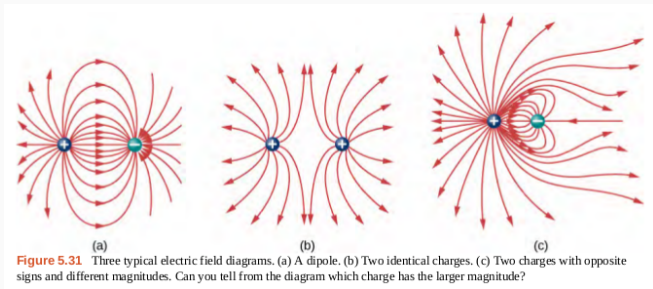 + - + + + -
(a) (b) (c)
Figure 5.31 Three typical electric field diagrams. (a) A dipole. (b) Two identical charges. (c) Two charges with opposite
signs and different magnitudes. Can you tell from the diagram which charge has the larger magnitude?